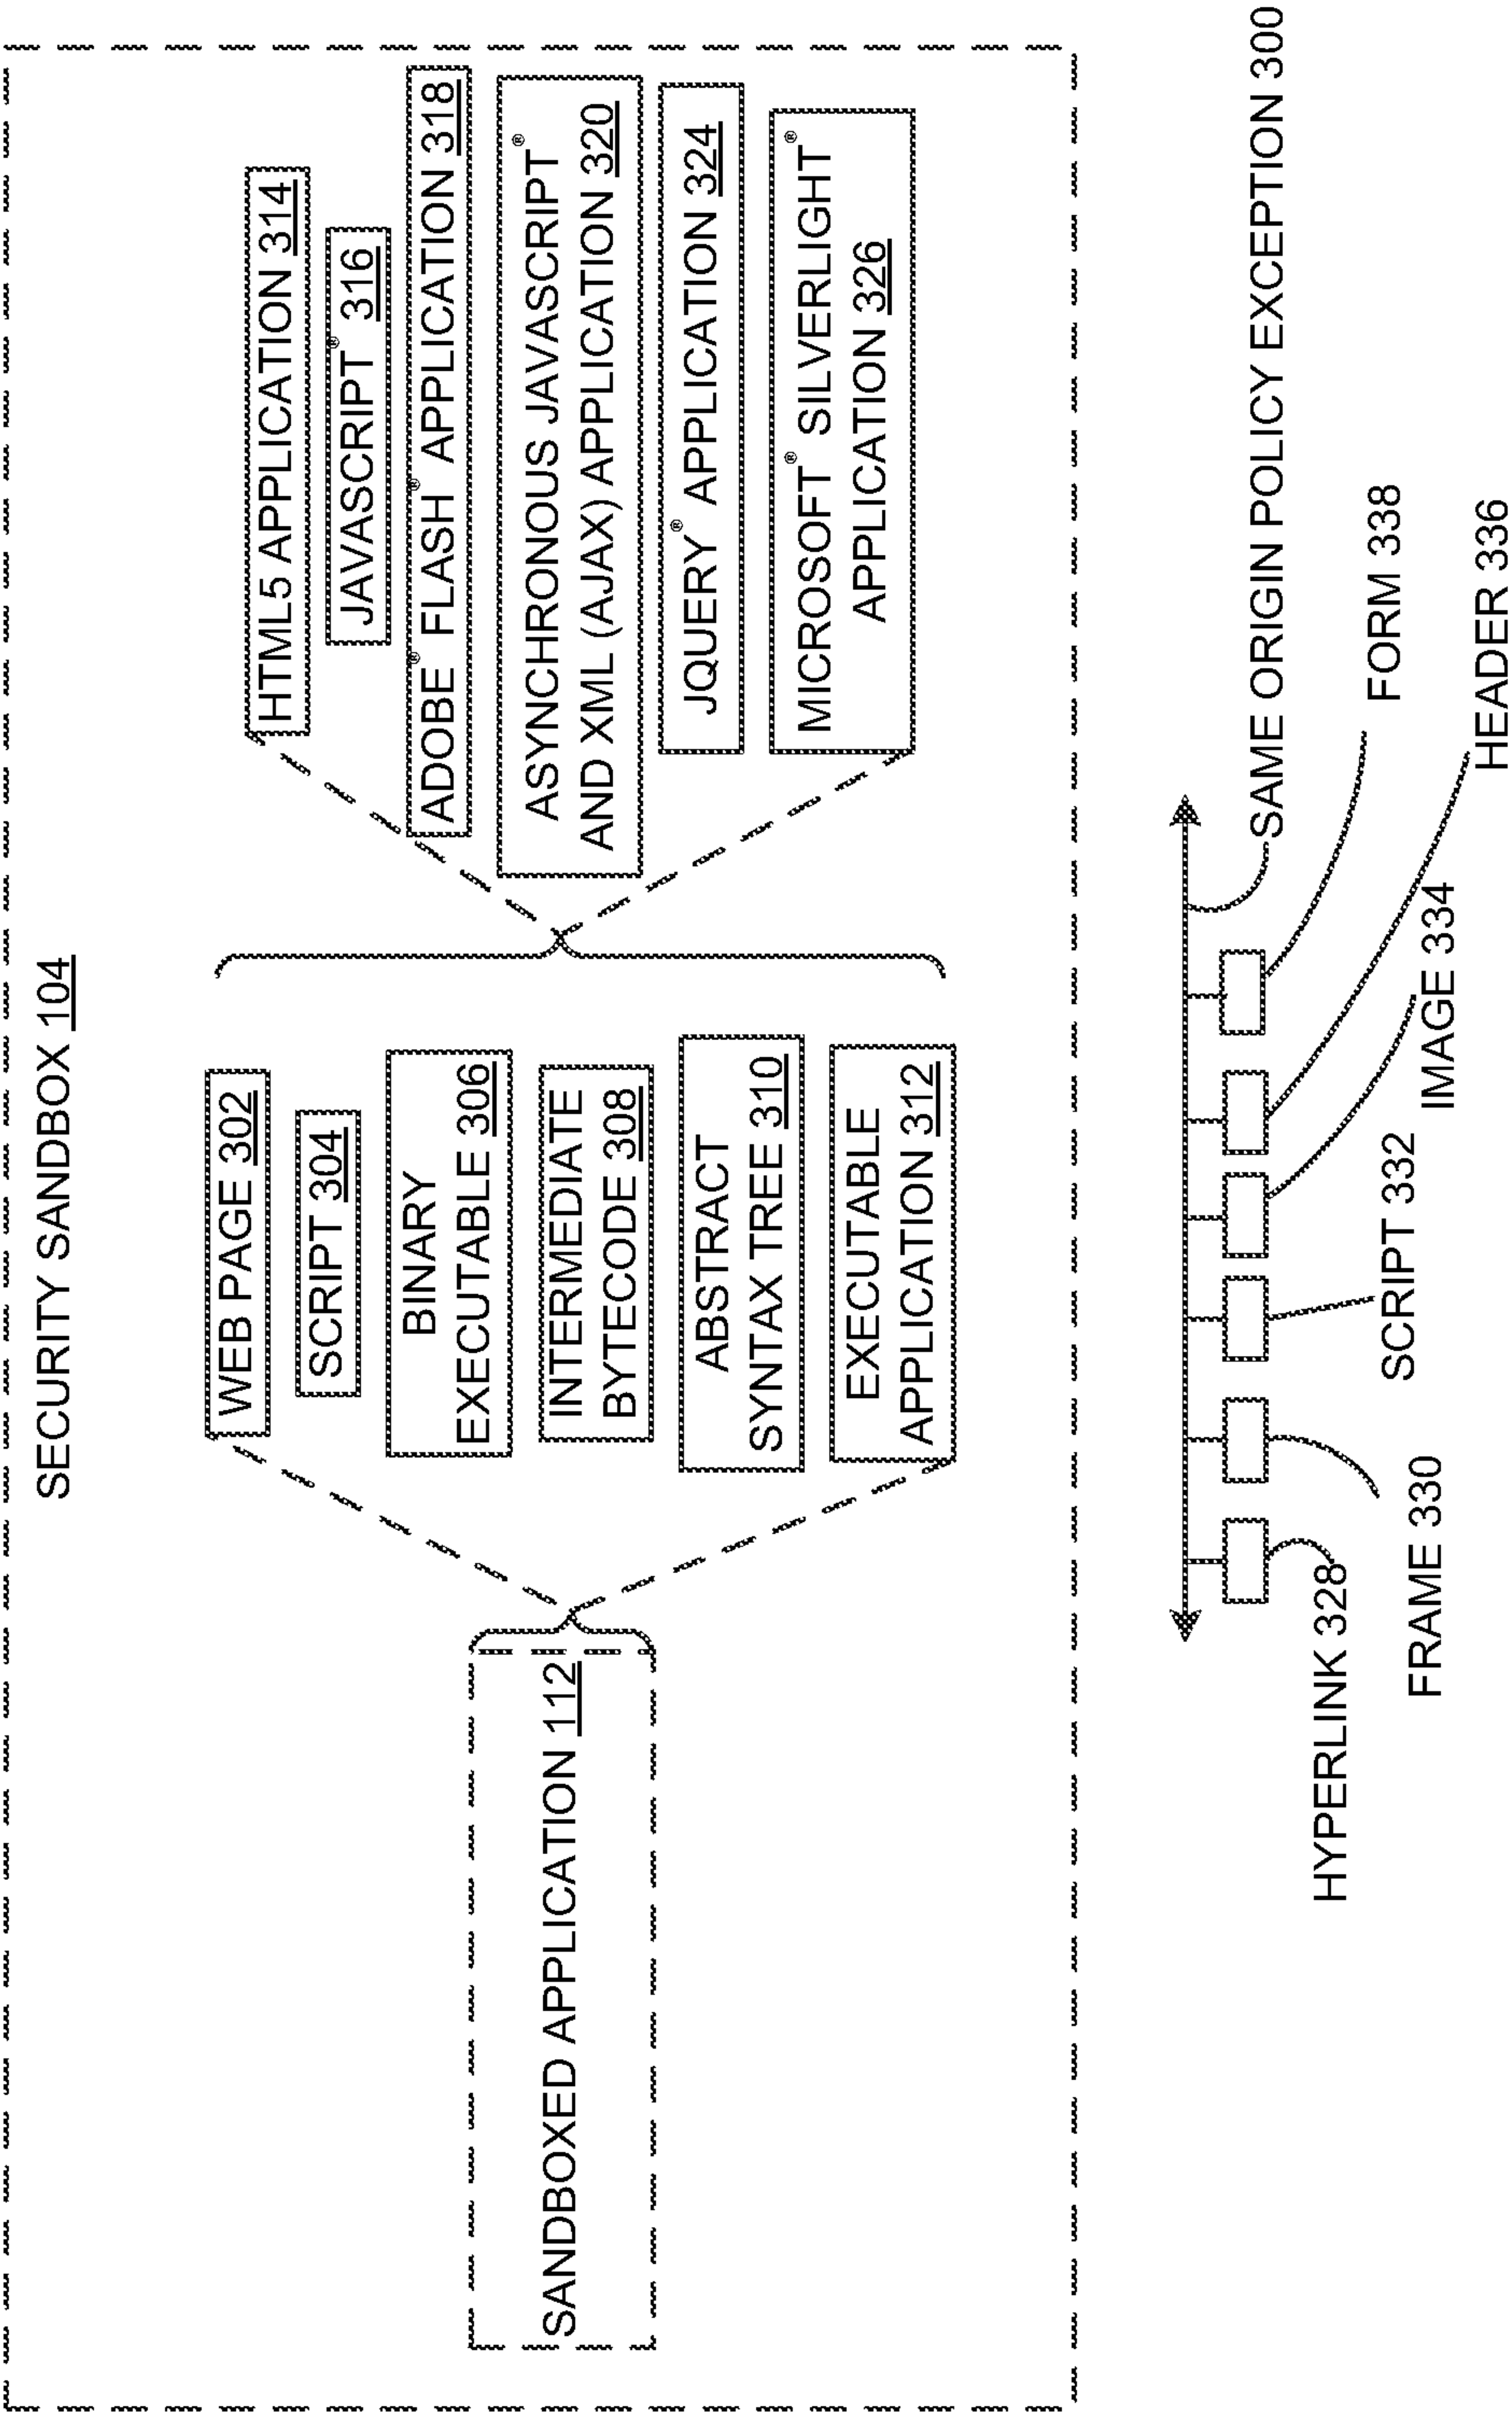 SECURITY SANDBOX 104
SANDBOXED APPLICATION 112
WEB PAGE 302
SCRIPT 304
BINARY
EXECUTABLE 306
INTERMEDIATE
BYTECODE 308
ABSTRACT
SYNTAX TREE 310
EXECUTABLE
APPLICATION 312
HTML5 APPLICATION 314
JAVASCRIPT® 316
ADOBE® FLASH® APPLICATION 318
ASYNCHRONOUS JAVASCRIPT®
AND XML (AJAX) APPLICATION 320
JQUERY® APPLICATION 324
MICROSOFT® SILVERLIGHT®
APPLICATION 326
SAME ORIGIN POLICY EXCEPTION 300
HYPERLINK 328
FRAME 330
SCRIPT 332
IMAGE 334
HEADER 336
FORM 338